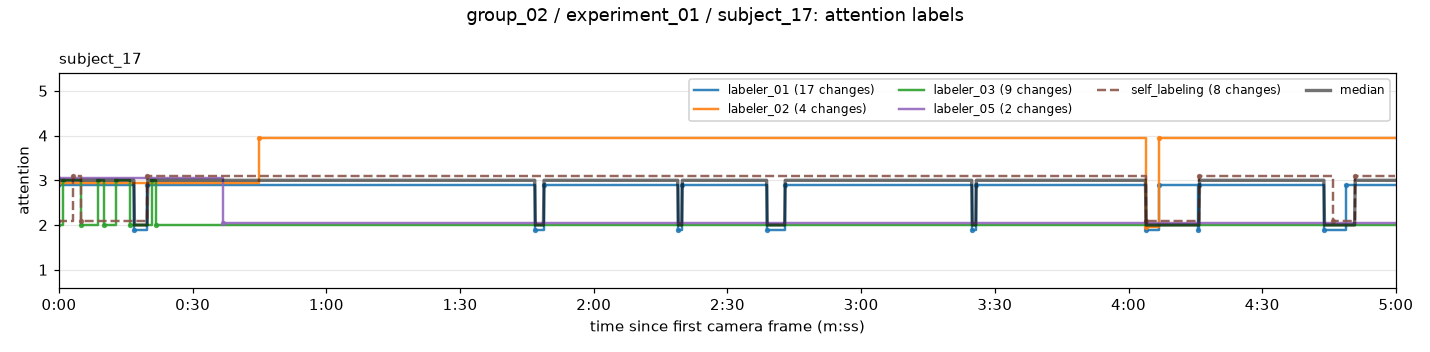 group_02 / experiment_01 / subject_17: attention labels
subject_17
labeler_01 (17 changes)
labeler_02 (4 changes)
labeler_03 (9 changes)
labeler_05 (2 changes)
self_labeling (8 changes)
median
attention
5
4
3
2
1
0:00 0:30 1:00 1:30 2:00 2:30 3:00 3:30 4:00 4:30 5:00
time since first camera frame (m:ss)